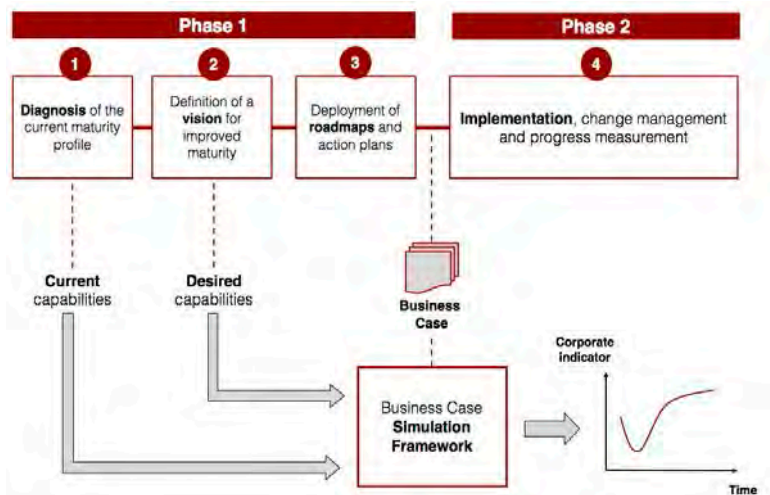 Phase 1
Phase 2
1
2
3
4
Diagnosis of the
current maturity
profile
Definition of a
vision for
improved
maturity
Deployment of
roadmaps and
action plans
Implementation, change management
and progress measurement
Current
capabilities
Desired
capabilities
Business
Case
Business Case
Simulation
Framework
Corporate
indicator
Time